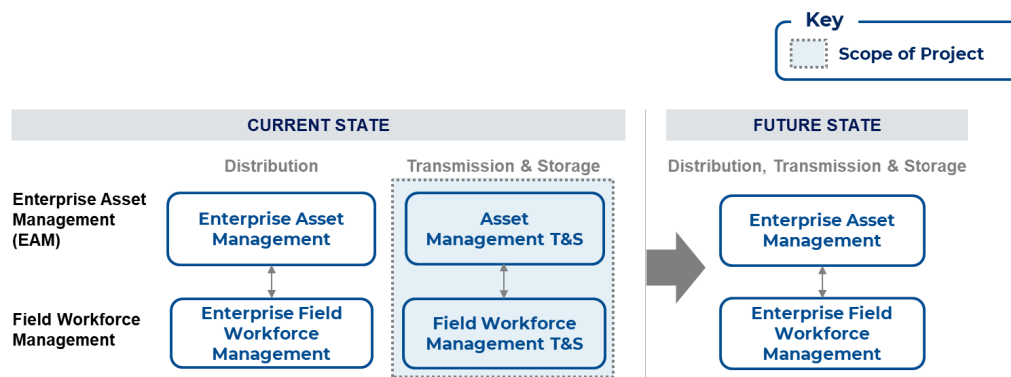 Key
Scope of Project
CURRENT STATE
FUTURE STATE
Distribution
Transmission & Storage
Distribution, Transmission & Storage
Enterprise Asset
Management
(EAM)
Enterprise Asset
Management
Asset
Management T&S
Enterprise Asset
Management
Field Workforce
Management
Enterprise Field
Workforce
Management
Field Workforce
Management T&S
Enterprise Field
Workforce
Management